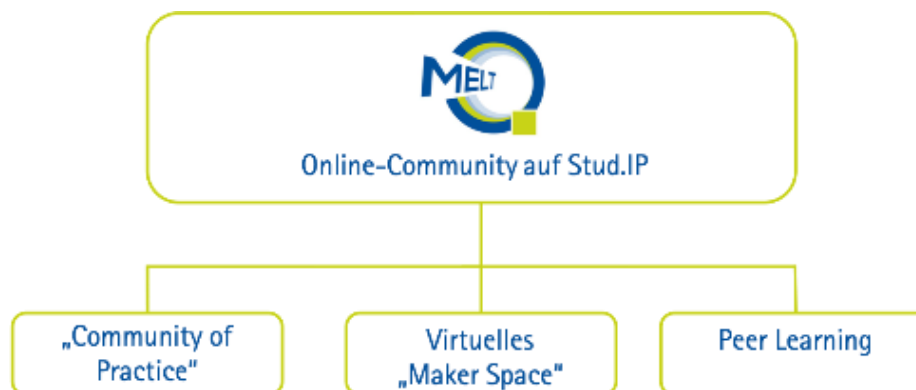 MELT
Online-Community auf Stud.IP
„Community of
Practice“
Virtuelles
„Maker Space“
Peer Learning